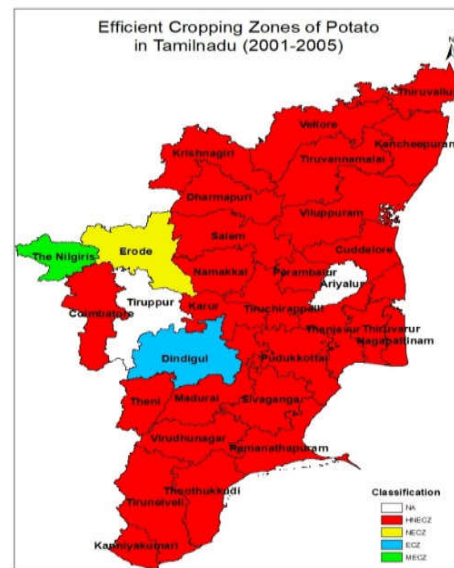 Efficient Cropping Zones of Potato
in Tamilnadu (2001-2005)
N
Thiruvallur
Vellore
Kancheepuram
Krishnagiri
Tiruvannamalai
Dharmapuri
Viluppuram
Salem
Erode
The Nilgiris
Cuddalore
Namakkal
Perambalur
Ariyalur
Tiruppur
Karur
Coimbatore
Tiruchirappalli
Thanjavur
Thiruvarur
Nagapattinam
Dindigul
Pudukkottai
Theni
Madurai
Sivaganga
Virudhunagar
Ramanathapuram
Thoothukkudi
Tirunelveli
Kanniyakumari
Classification
NA
HNECZ
NECZ
ECZ
MECZ